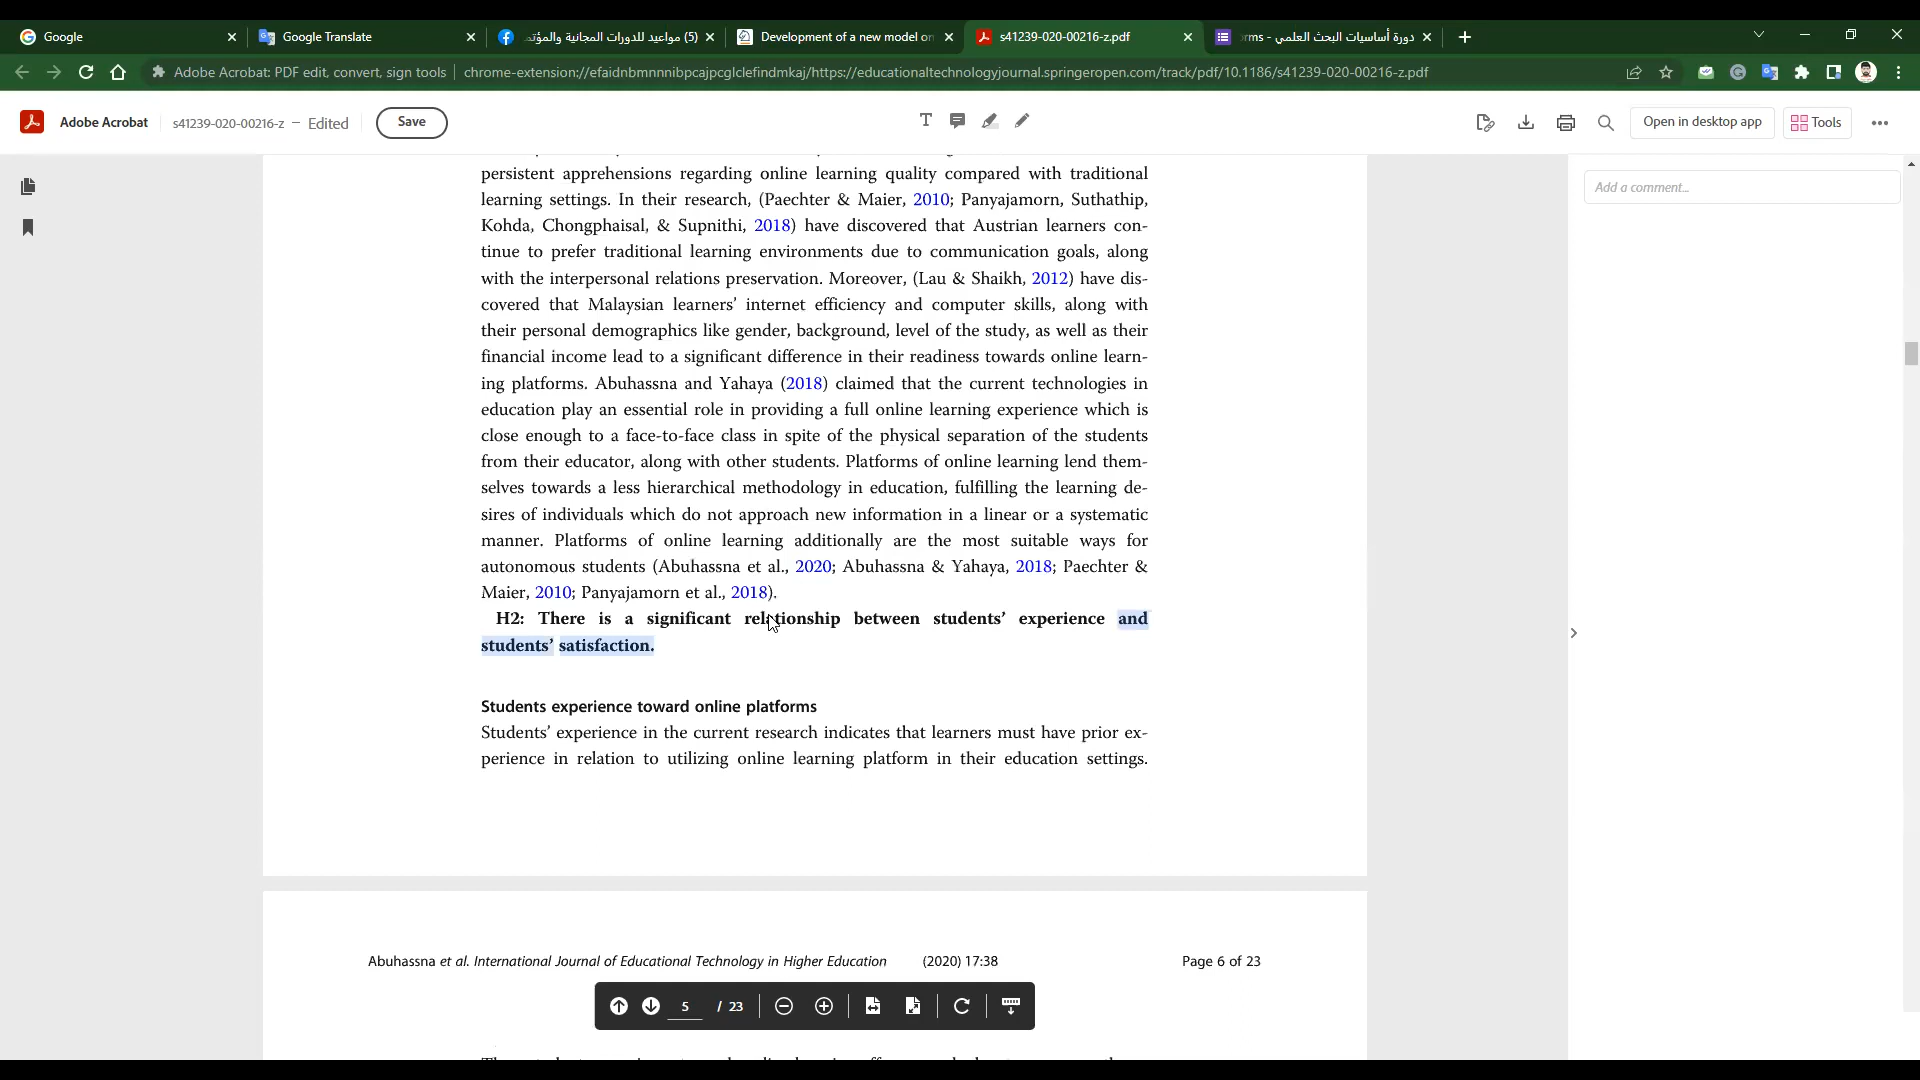 Google
Google Translate
(5) مواعيد للدورات المجانية والمؤتم
Development of a new model on
s41239-020-00216-z.pdf
دورة أساسيات البحث العلمي - rms
Adobe Acrobat: PDF edit, convert, sign tools
chrome-extension://efaidnbmnnnibpcajpcglclefindmkaj/https://educationaltechnologyjournal.springeropen.com/track/pdf/10.1186/s41239-020-00216-z.pdf
Adobe Acrobat
s41239-020-00216-z – Edited
Save
Open in desktop app
Tools
Add a comment...
persistent apprehensions regarding online learning quality compared with traditional
learning settings. In their research, (Paechter & Maier, 2010; Panyajamorn, Suthathip,
Kohda, Chongphaisal, & Supnithi, 2018) have discovered that Austrian learners con-
tinue to prefer traditional learning environments due to communication goals, along
with the interpersonal relations preservation. Moreover, (Lau & Shaikh, 2012) have dis-
covered that Malaysian learners’ internet efficiency and computer skills, along with
their personal demographics like gender, background, level of the study, as well as their
financial income lead to a significant difference in their readiness towards online learn-
ing platforms. Abuhassna and Yahaya (2018) claimed that the current technologies in
education play an essential role in providing a full online learning experience which is
close enough to a face-to-face class in spite of the physical separation of the students
from their educator, along with other students. Platforms of online learning lend them-
selves towards a less hierarchical methodology in education, fulfilling the learning de-
sires of individuals which do not approach new information in a linear or a systematic
manner. Platforms of online learning additionally are the most suitable ways for
autonomous students (Abuhassna et al., 2020; Abuhassna & Yahaya, 2018; Paechter &
Maier, 2010; Panyajamorn et al., 2018).
H2: There is a significant relationship between students’ experience and
students’ satisfaction.
Students experience toward online platforms
Students’ experience in the current research indicates that learners must have prior ex-
perience in relation to utilizing online learning platform in their education settings.
Abuhassna et al. International Journal of Educational Technology in Higher Education (2020) 17:38
Page 6 of 23
5 / 23